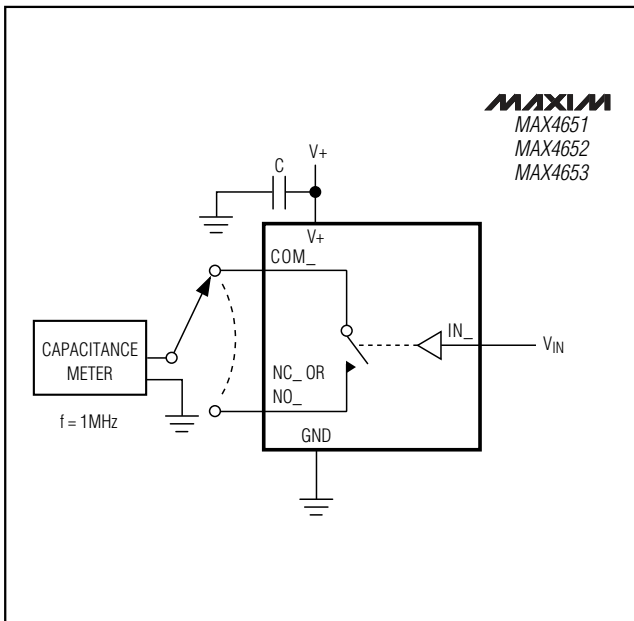 MAXIM
MAX4651
MAX4652
MAX4653
V+
C
V+
COM_
IN_
VIN
CAPACITANCE
METER
NC_ OR
NO_
f = 1MHz
GND